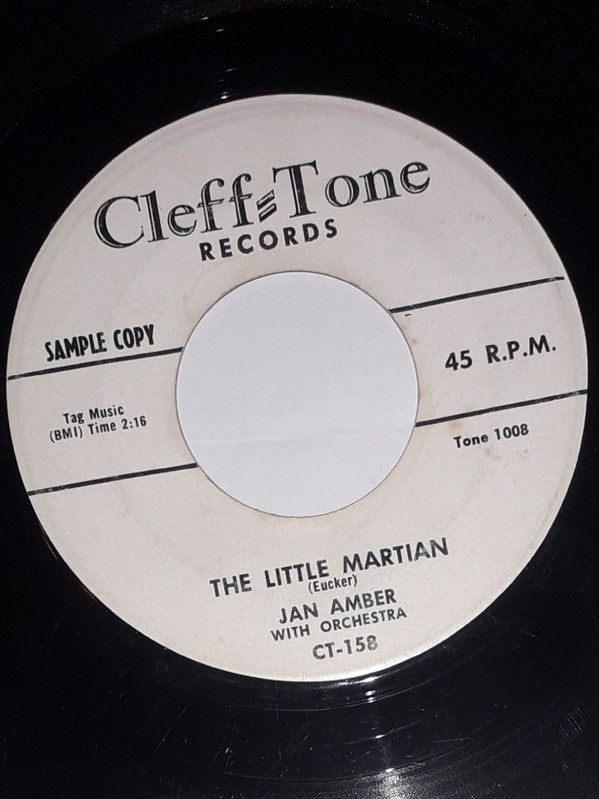 Cleff-Tone
RECORDS
SAMPLE COPY
45 R.P.M.
Tag Music
(BMI) Time 2:16
Tone 1008
THE LITTLE MARTIAN
(Eucker)
JAN AMBER
WITH ORCHESTRA
CT-158